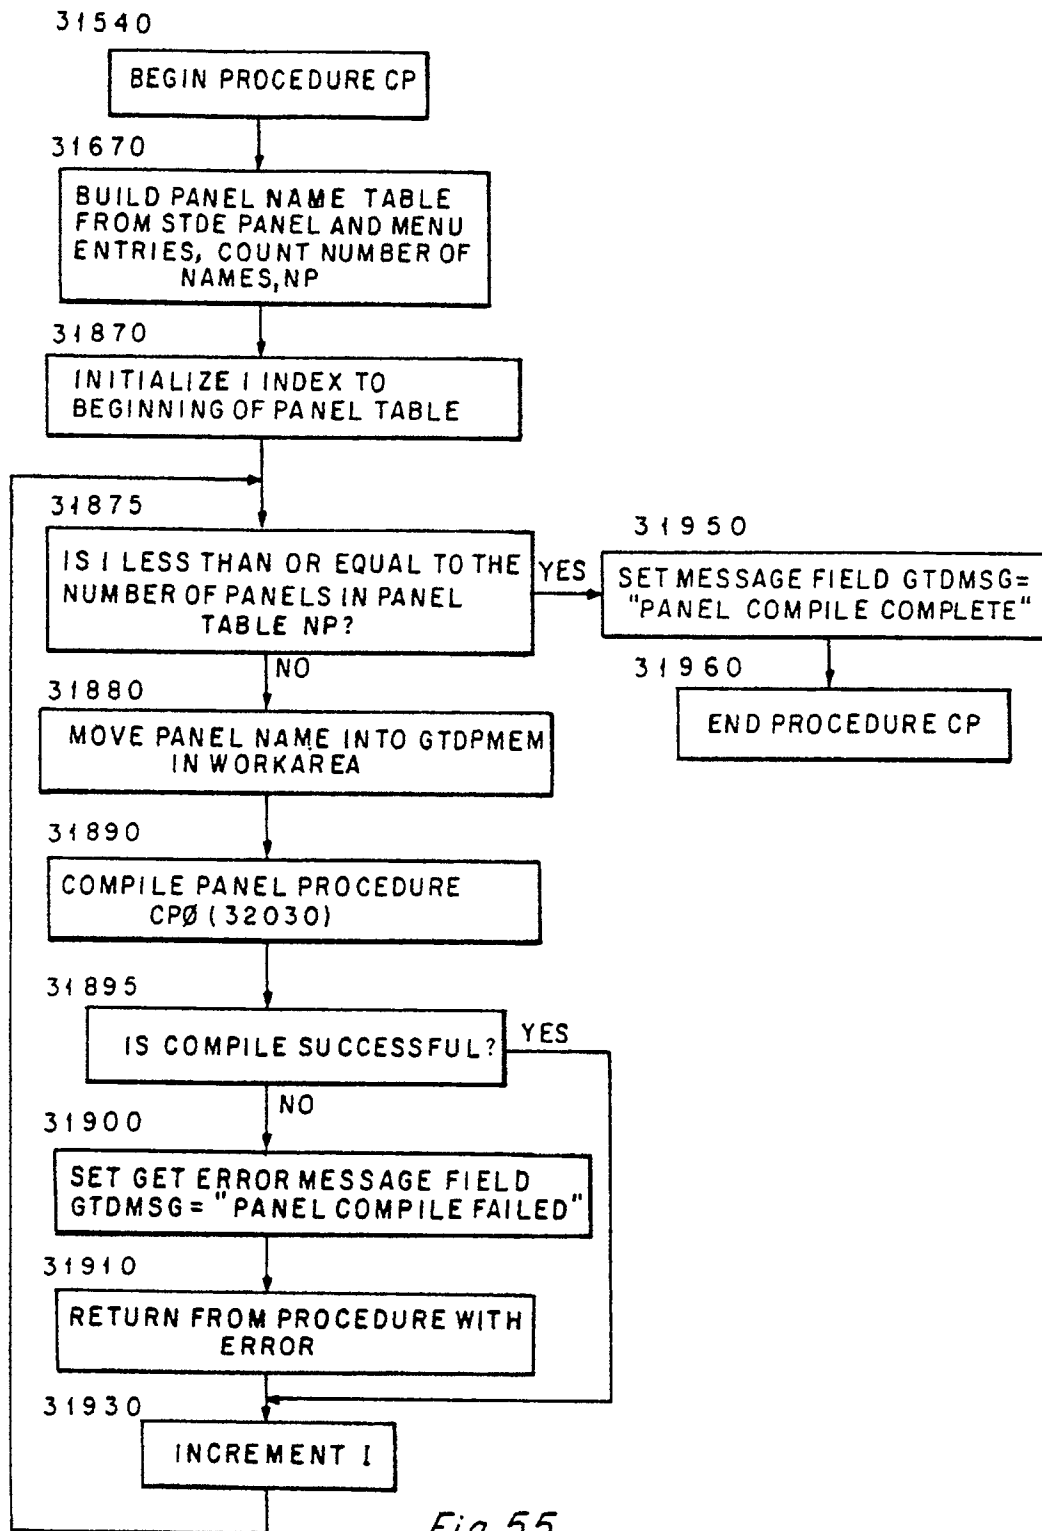 31540
BEGIN PROCEDURE CP
31670
BUILD PANEL NAME TABLE
FROM STDE PANEL AND MENU
ENTRIES, COUNT NUMBER OF
NAMES, NP
31870
INITIALIZE I INDEX TO
BEGINNING OF PANEL TABLE
31875
IS I LESS THAN OR EQUAL TO THE
NUMBER OF PANELS IN PANEL
TABLE NP?
YES
31950
SET MESSAGE FIELD GTDMSG=
"PANEL COMPILE COMPLETE"
31960
END PROCEDURE CP
NO
31880
MOVE PANEL NAME INTO GTDPMEM
IN WORKAREA
31890
COMPILE PANEL PROCEDURE
CPØ (32030)
31895
IS COMPILE SUCCESSFUL?
YES
NO
31900
SET GET ERROR MESSAGE FIELD
GTDMSG = "PANEL COMPILE FAILED"
31910
RETURN FROM PROCEDURE WITH
ERROR
31930
INCREMENT I
Fig. 55